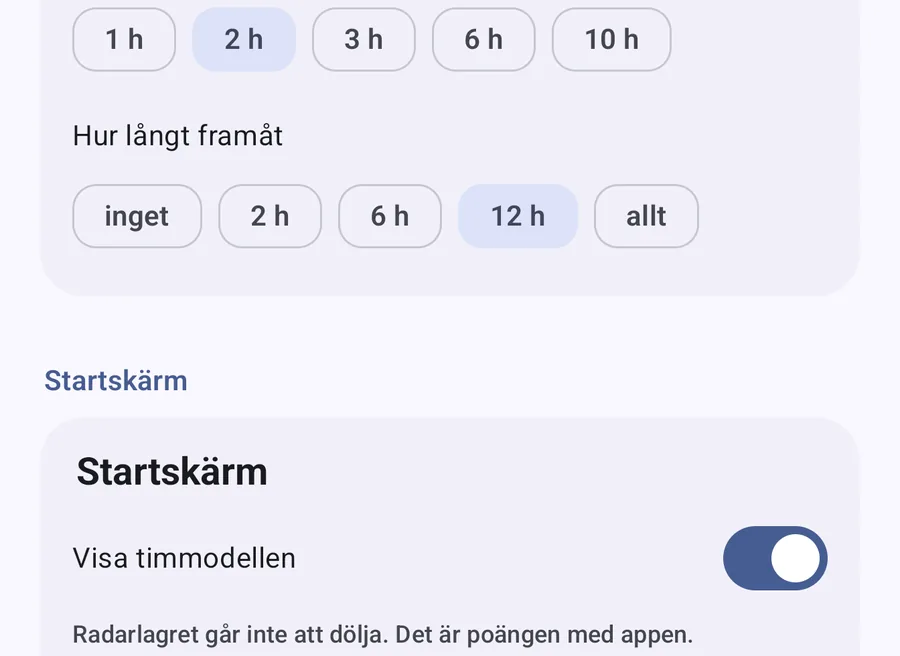 1 h 2 h 3 h 6 h 10 h
Hur långt framåt
inget 2 h 6 h 12 h allt
Startskärm
Startskärm
Visa timmodellen
Radarlagret går inte att dölja. Det är poängen med appen.